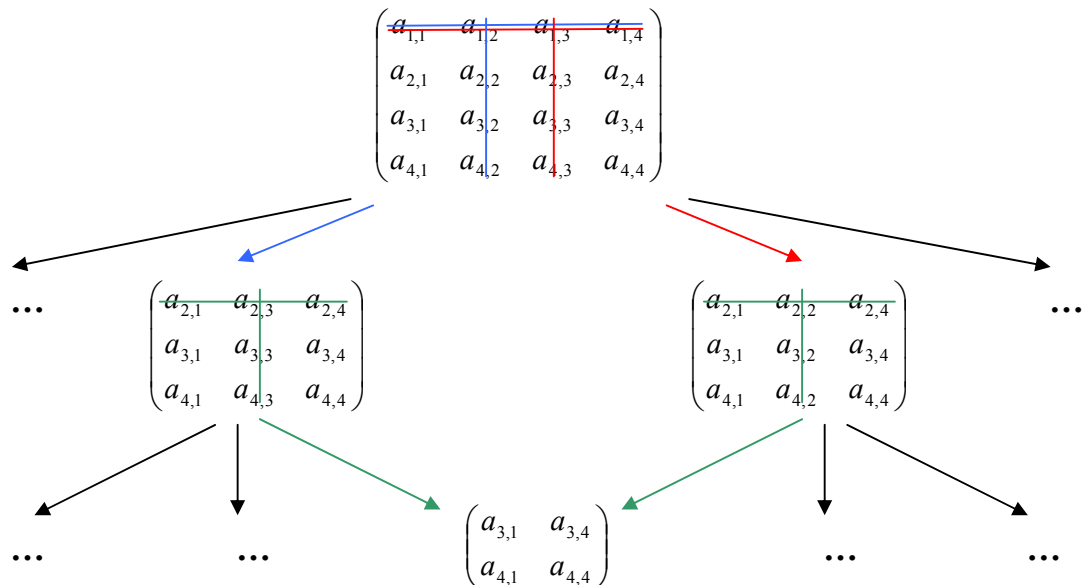 a1,1 a1,2 a1,3 a1,4
a2,1 a2,2 a2,3 a2,4
a3,1 a3,2 a3,3 a3,4
a4,1 a4,2 a4,3 a4,4
... a2,1 a2,3 a2,4 a2,1 a2,2 a2,4 ...
a3,1 a3,3 a3,4 a3,1 a3,2 a3,4
a4,1 a4,3 a4,4 a4,1 a4,2 a4,4
a3,1 a3,4
... ... ... ...
a4,1 a4,4